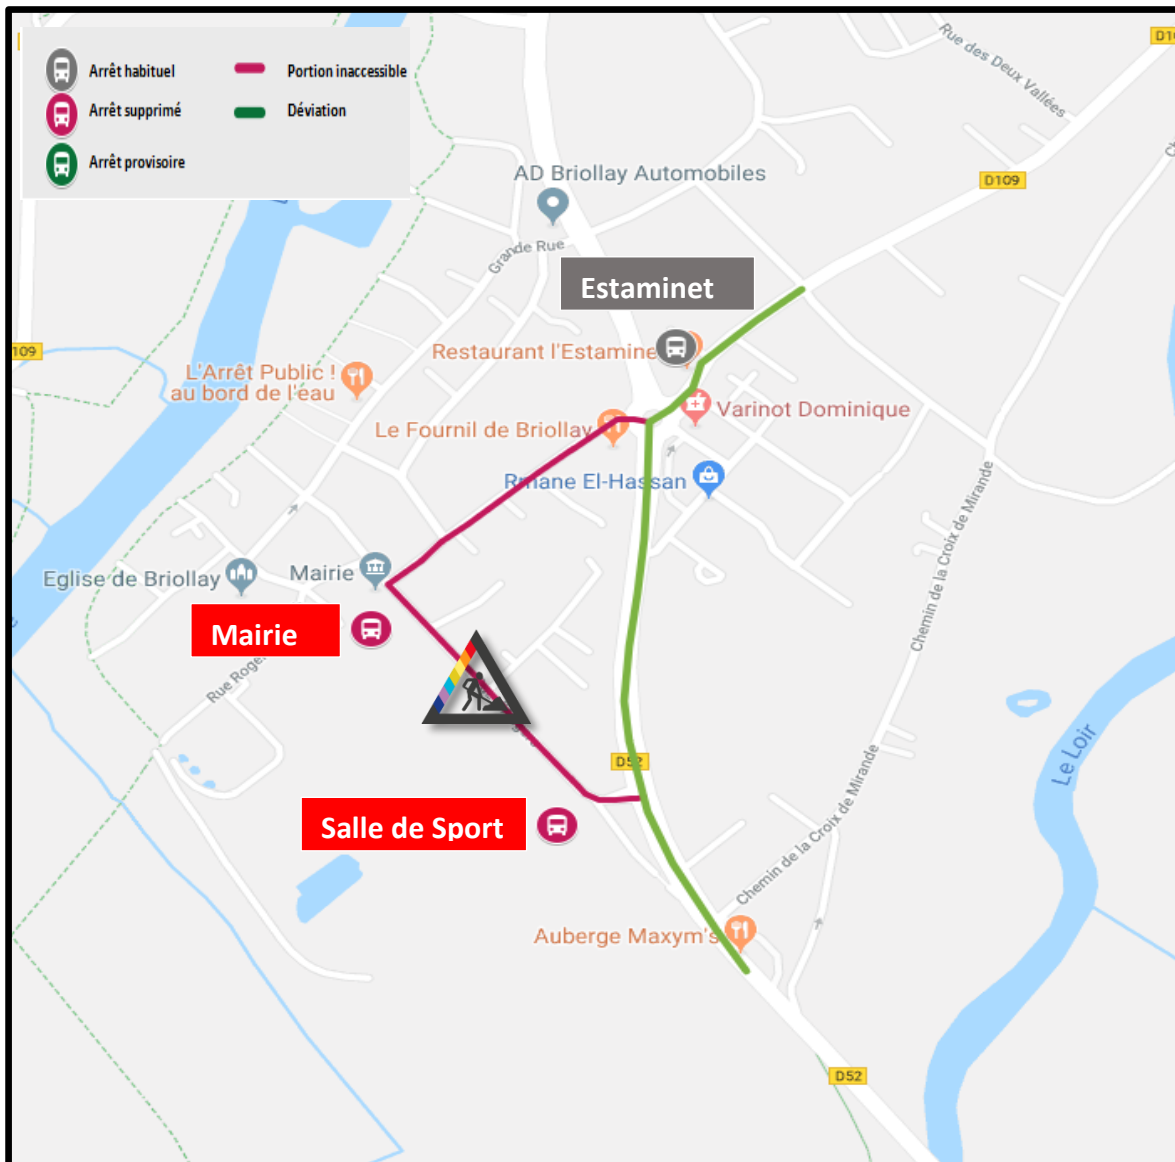 Arrêt habituel
Portion inaccessible
Arrêt supprimé
Déviation
Arrêt provisoire
Rue des Deux Vallées
AD Briollay Automobiles
D109
Grande Rue
Estaminet
109
Restaurant l'Estamine
L'Arrêt Public !
au bord de l'eau
Varinot Dominique
Le Fournil de Briollay
Rmane El-Hassan
Chemin de la Croix de Mirande
Mairie
Eglise de Briollay
Mairie
Rue Roger
D52
Le Loir
Salle de Sport
Chemin de la Croix de Mirande
Auberge Maxym's
D52